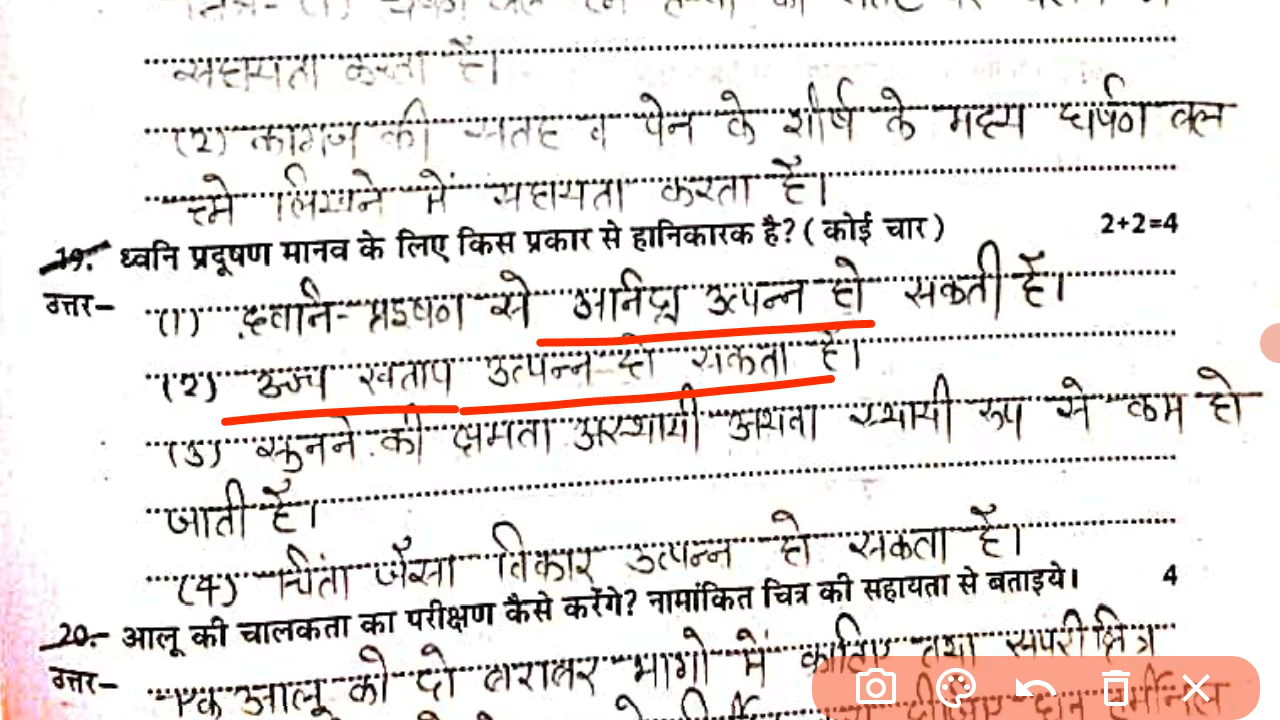 सहायता करता है।
(2) कागज की सतह व पेन के शीर्ष के मध्य घर्षण बल
हमे लिखने में सहायता करता है।
19. ध्वनि प्रदूषण मानव के लिए किस प्रकार से हानिकारक है? ( कोई चार ) 2+2=4
उत्तर– (1) ध्वनि-प्रदूषण से अनिद्रा उत्पन्न हो सकती है।
(2) उच्च रक्ताप उत्पन्न हो सकता है।
(3) सुनने की क्षमता अस्थायी अथवा स्थायी रूप से कम हो
जाती है।
(4) चिंता जैसा विकार उत्पन्न हो सकता है।
20.- आलू की चालकता का परीक्षण कैसे करेंगे? नामांकित चित्र की सहायता से बताइये। 4
उत्तर– एक आलू को दो बराबर भागो में काटिए तथा